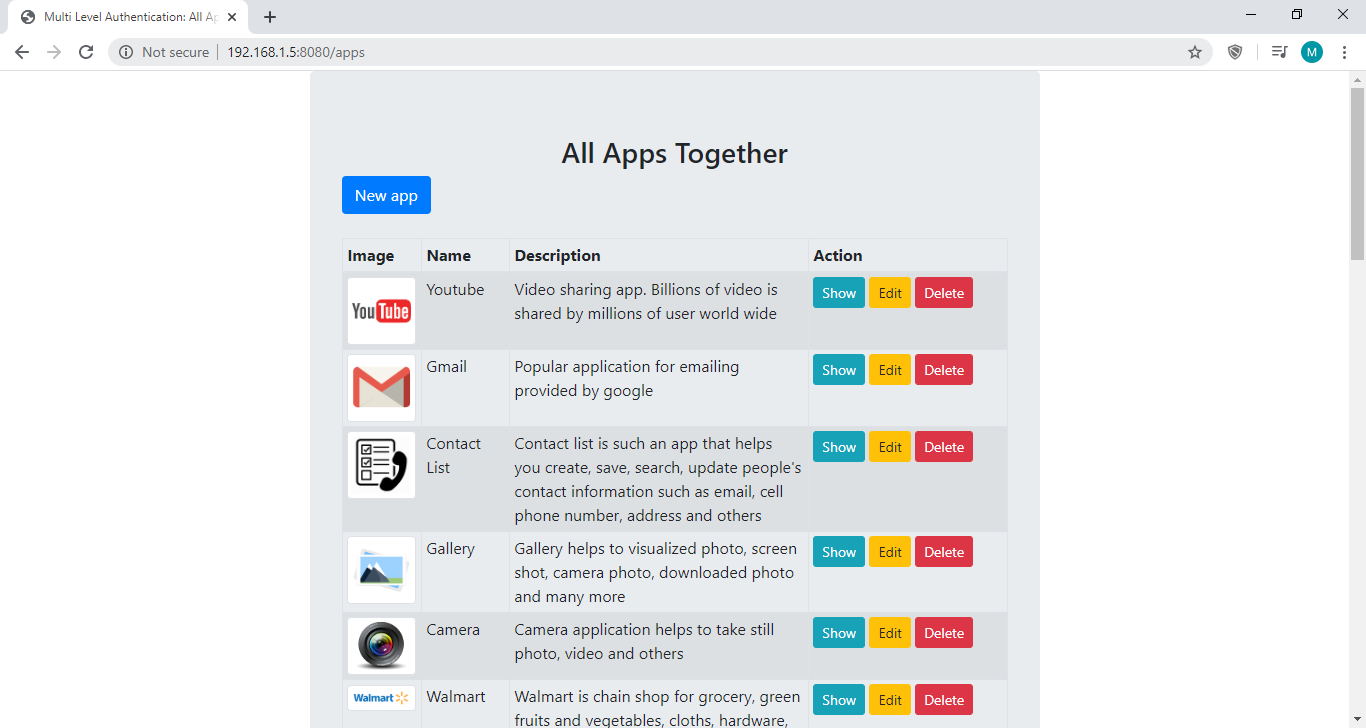 Multi Level Authentication: All Ap
Not secure
192.168.1.5:8080/apps
M
All Apps Together
New app
Image Name Description Action
YouTube
Youtube
Video sharing app. Billions of video is
shared by millions of user world wide
Show Edit Delete
Gmail
Popular application for emailing
provided by google
Show Edit Delete
Contact
List
Contact list is such an app that helps
you create, save, search, update people's
contact information such as email, cell
phone number, address and others
Show Edit Delete
Gallery
Gallery helps to visualized photo, screen
shot, camera photo, downloaded photo
and many more
Show Edit Delete
Camera
Camera application helps to take still
photo, video and others
Show Edit Delete
Walmart
Walmart
Walmart is chain shop for grocery, green
fruits and vegetables, cloths, hardware,
Show Edit Delete